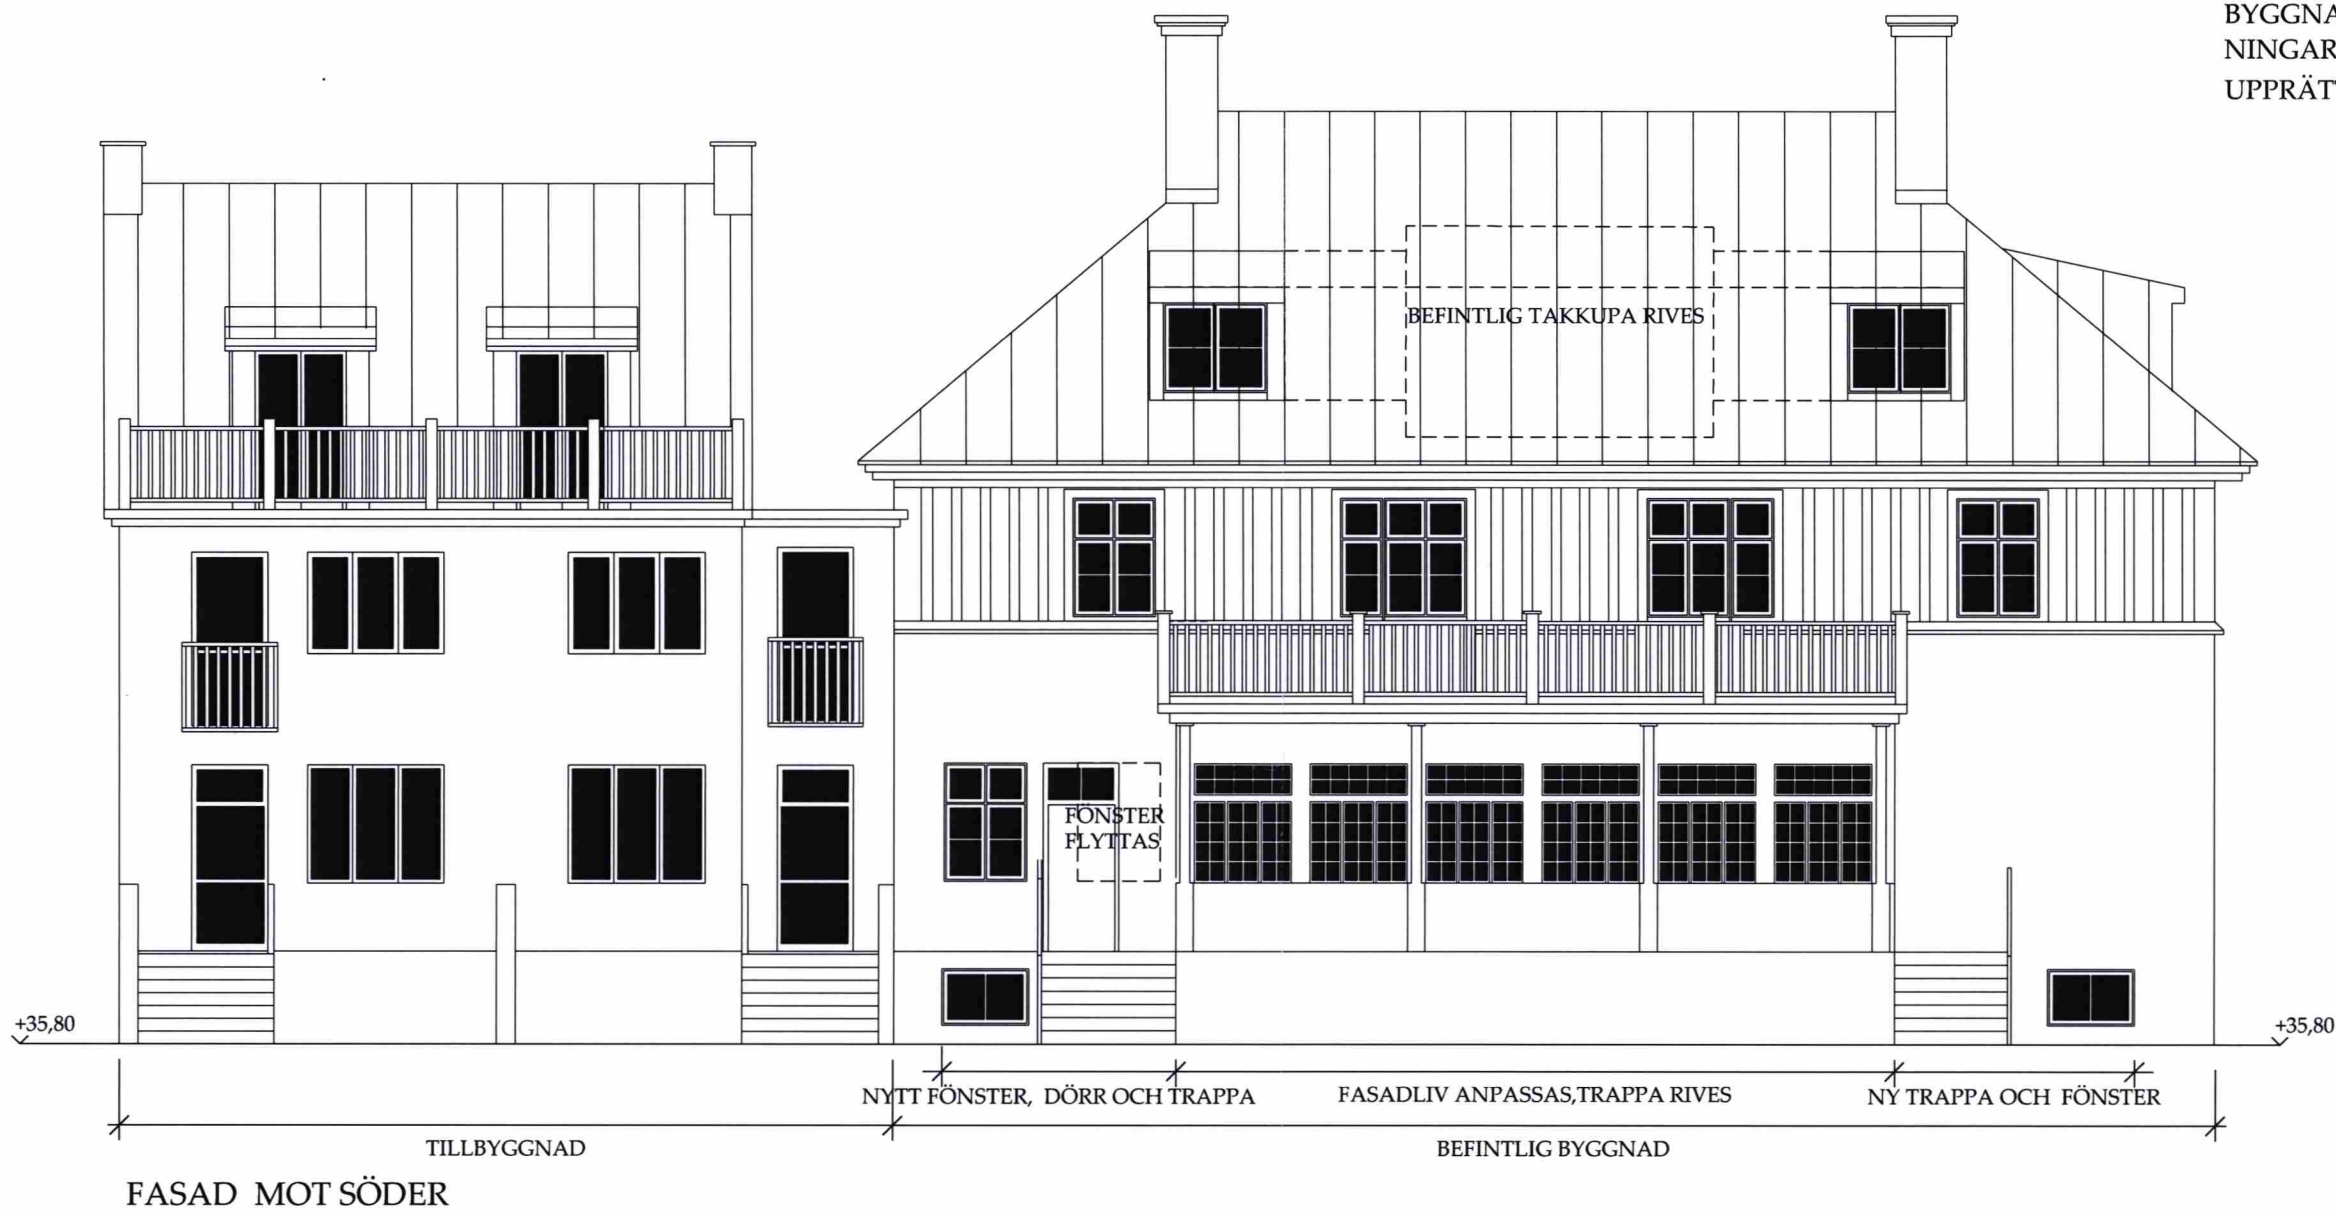 BYGGNA
NINGAR
UPPRÄT
BEFINTLIG TAKKUPA RIVES
FÖNSTER
FLYTTAS
+35,80
+35,80
NYTT FÖNSTER, DÖRR OCH TRAPPA
FASADLIV ANPASSAS,TRAPPA RIVES
NY TRAPPA OCH FÖNSTER
TILLBYGGNAD
BEFINTLIG BYGGNAD
FASAD MOT SÖDER